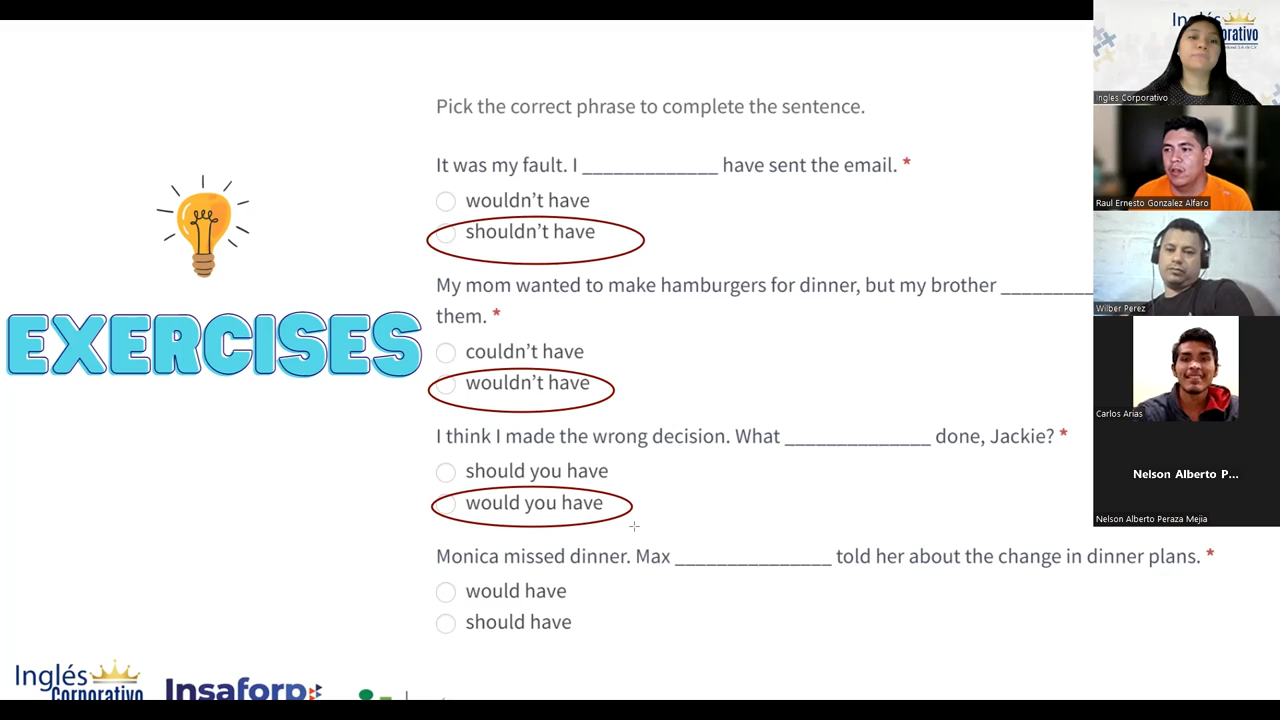 Pick the correct phrase to complete the sentence.
It was my fault. I _____________ have sent the email. *
wouldn't have
shouldn't have
My mom wanted to make hamburgers for dinner, but my brother _________
them. *
couldn't have
wouldn't have
I think I made the wrong decision. What ______________ done, Jackie? *
should you have
would you have
Monica missed dinner. Max _______________ told her about the change in dinner plans. *
would have
should have
EXERCISES
Inglés
Corporativo
Insaforp
Ingles Corporativo
Raul Ernesto Gonzalez Alfaro
Wilber Perez
Carlos Arias
Nelson Alberto P...
Nelson Alberto Peraza Mejia